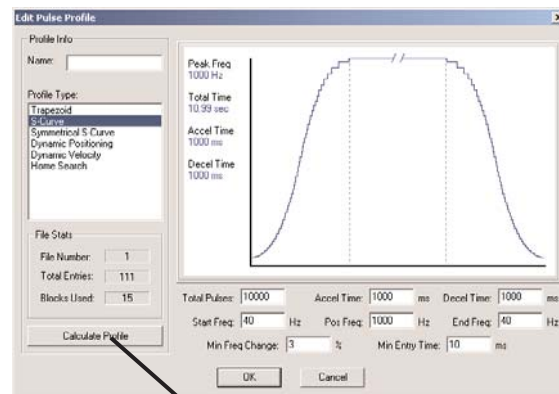 Edit Pulse Profile
Profile Info
Name:
Profile Type:
Trapezoid
S-Curve
Symmetrical S-Curve
Dynamic Positioning
Dynamic Velocity
Home Search
File Stats
File Number: 1
Total Entries: 111
Blocks Used: 15
Calculate Profile
Peak Freq
1000 Hz
Total Time
10.99 sec
Accel Time
1000 ms
Decel Time
1000 ms
Total Pulses: 10000 Accel Time: 1000 ms Decel Time: 1000 ms
Start Freq: 40 Hz Pos Freq: 1000 Hz End Freq: 40 Hz
Min Freq Change: 3 % Min Entry Time: 10 ms
OK Cancel